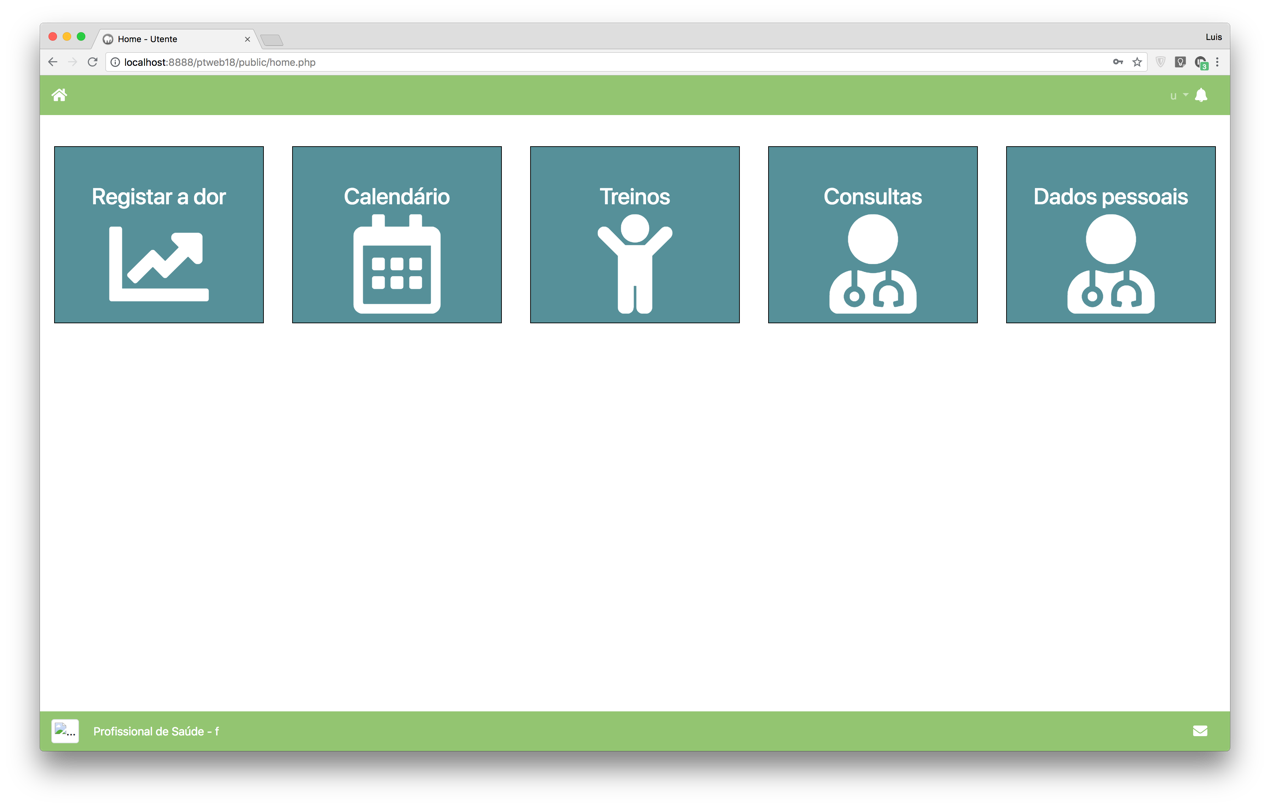 Home - Utente
Luis
localhost:8888/ptweb18/public/home.php
3
u
Registar a dor
Calendário
Treinos
Consultas
Dados pessoais
...
Profissional de Saúde - f